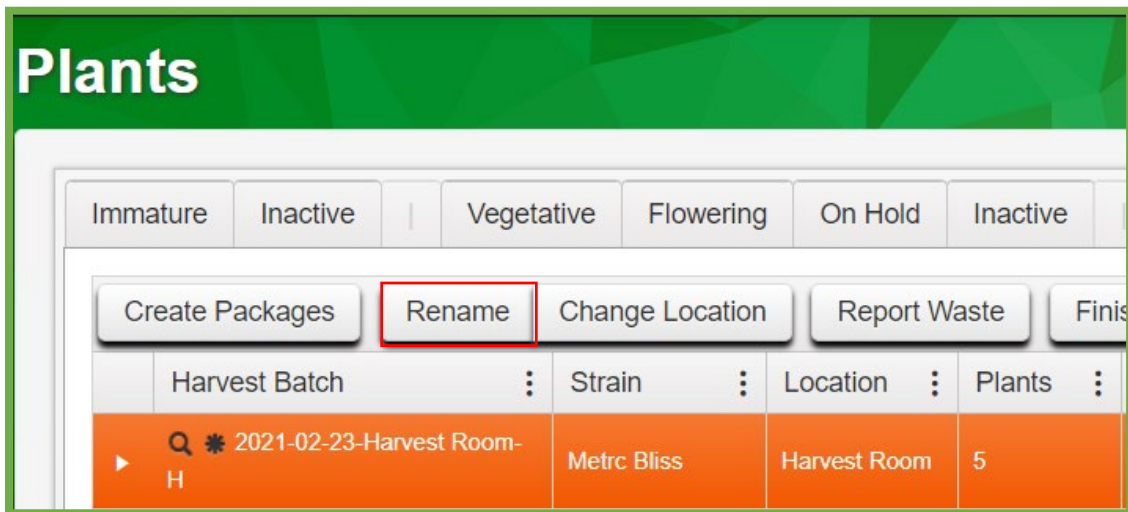 Plants
Immature Inactive | Vegetative Flowering On Hold Inactive
Create Packages Rename Change Location Report Waste Finis
Harvest Batch Strain Location Plants
2021-02-23-Harvest Room-
H Metrc Bliss Harvest Room 5